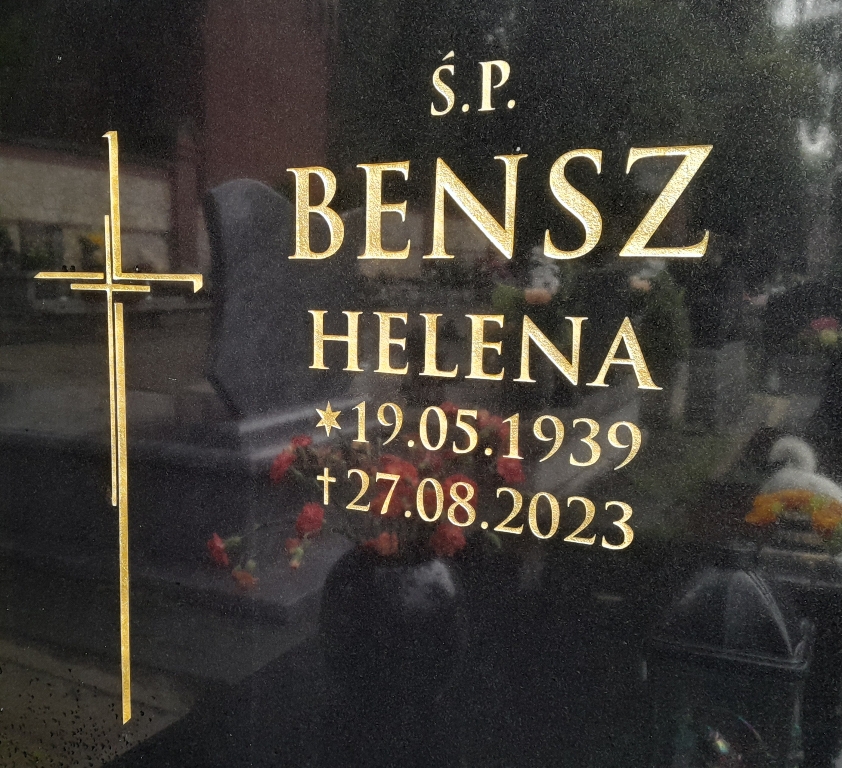 Ś.P.
BENSZ
HELENA
✶19.05.1939
†27.08.2023